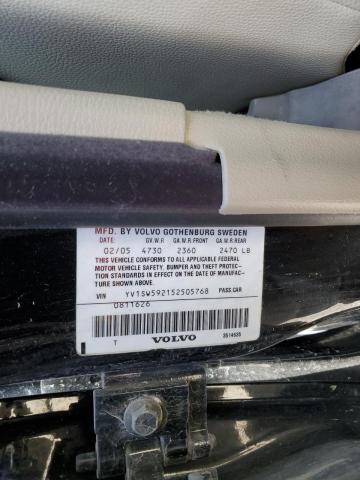 MFD. BY VOLVO GOTHENBURG SWEDEN
GV.W.R GA.W.R.FRONT GA.W.R.REAR
02/05 4730 2360 2470 LB
THIS VEHICLE CONFORMS TO ALL APPLICABLE FEDERAL
MOTOR VEHICLE SAFETY, BUMPER AND THEFT PROTEC-
TION STANDARDS IN EFFECT ON THE DATE OF MANUFAC-
TURE SHOWN ABOVE.
VIN YV1SW592152505768 PASS.CAR
0811626
T VOLVO 3514635